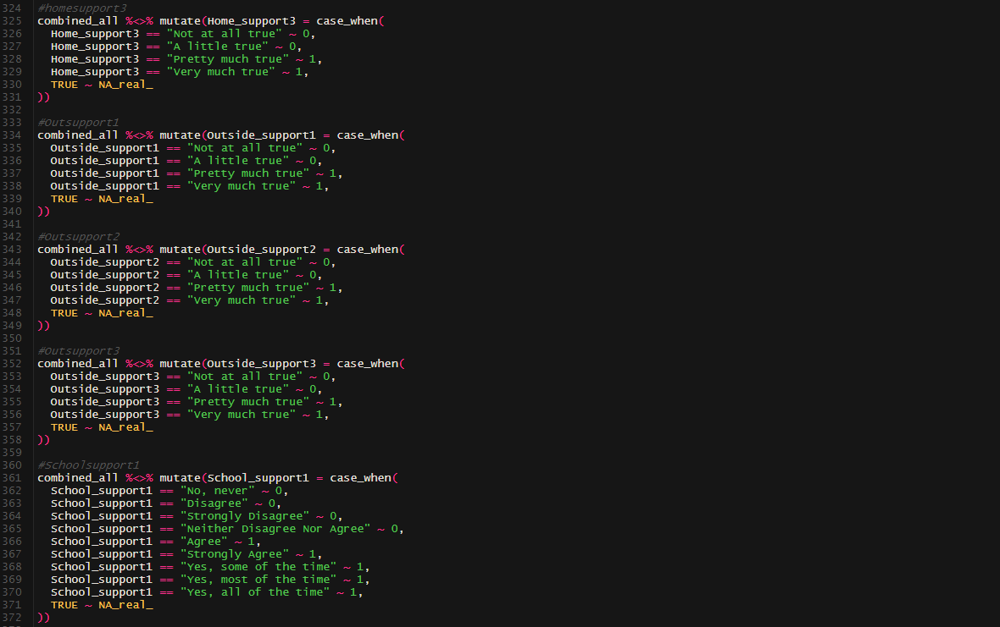 324 #homesupport3
325 combined_all %<>% mutate(Home_support3 = case_when(
326   Home_support3 == "Not at all true" ~ 0,
327   Home_support3 == "A little true" ~ 0,
328   Home_support3 == "Pretty much true" ~ 1,
329   Home_support3 == "Very much true" ~ 1,
330   TRUE ~ NA_real_
331 ))
332
333 #Outsupport1
334 combined_all %<>% mutate(Outside_support1 = case_when(
335   Outside_support1 == "Not at all true" ~ 0,
336   Outside_support1 == "A little true" ~ 0,
337   Outside_support1 == "Pretty much true" ~ 1,
338   Outside_support1 == "Very much true" ~ 1,
339   TRUE ~ NA_real_
340 ))
341
342 #Outsupport2
343 combined_all %<>% mutate(Outside_support2 = case_when(
344   Outside_support2 == "Not at all true" ~ 0,
345   Outside_support2 == "A little true" ~ 0,
346   Outside_support2 == "Pretty much true" ~ 1,
347   Outside_support2 == "Very much true" ~ 1,
348   TRUE ~ NA_real_
349 ))
350
351 #Outsupport3
352 combined_all %<>% mutate(Outside_support3 = case_when(
353   Outside_support3 == "Not at all true" ~ 0,
354   Outside_support3 == "A little true" ~ 0,
355   Outside_support3 == "Pretty much true" ~ 1,
356   Outside_support3 == "Very much true" ~ 1,
357   TRUE ~ NA_real_
358 ))
359
360 #Schoolsupport1
361 combined_all %<>% mutate(School_support1 = case_when(
362   School_support1 == "No, never" ~ 0,
363   School_support1 == "Disagree" ~ 0,
364   School_support1 == "Strongly Disagree" ~ 0,
365   School_support1 == "Neither Disagree Nor Agree" ~ 0,
366   School_support1 == "Agree" ~ 1,
367   School_support1 == "Strongly Agree" ~ 1,
368   School_support1 == "Yes, some of the time" ~ 1,
369   School_support1 == "Yes, most of the time" ~ 1,
370   School_support1 == "Yes, all of the time" ~ 1,
371   TRUE ~ NA_real_
372 ))